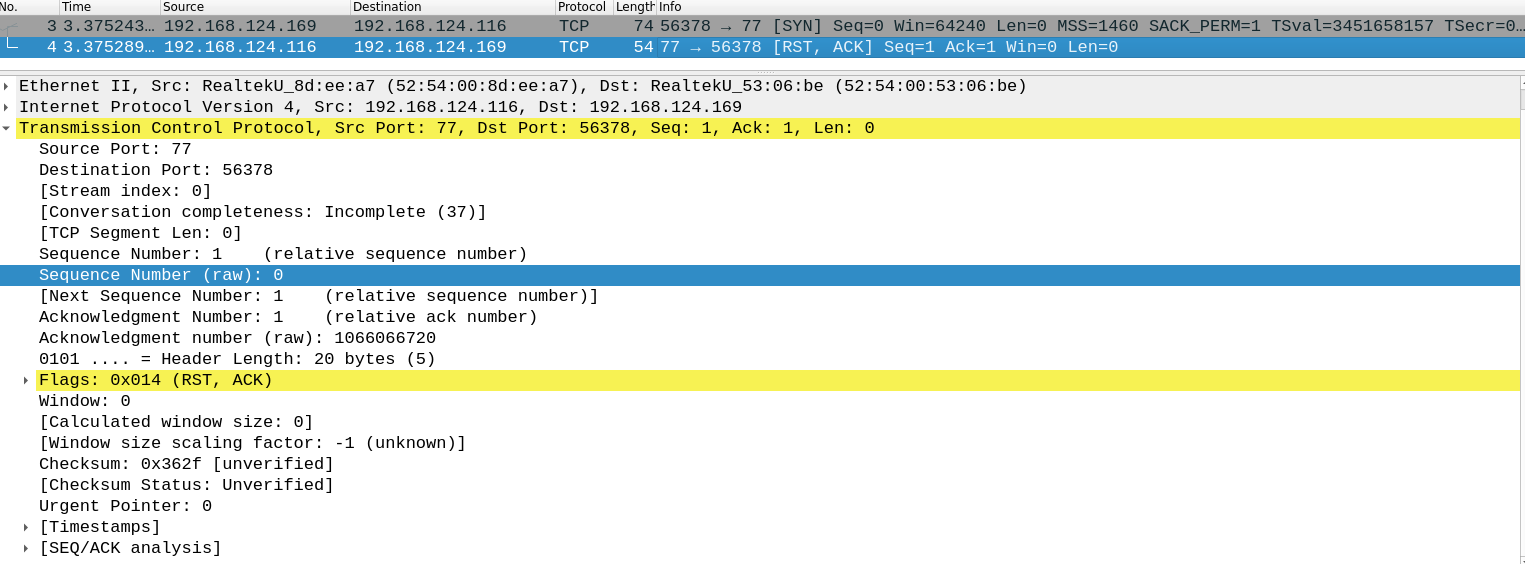 No. Time Source Destination Protocol Length Info
3 3.375243… 192.168.124.169 192.168.124.116 TCP 74 56378 → 77 [SYN] Seq=0 Win=64240 Len=0 MSS=1460 SACK_PERM=1 TSval=3451658157 TSecr=0…
4 3.375289… 192.168.124.116 192.168.124.169 TCP 54 77 → 56378 [RST, ACK] Seq=1 Ack=1 Win=0 Len=0
Ethernet II, Src: RealtekU_8d:ee:a7 (52:54:00:8d:ee:a7), Dst: RealtekU_53:06:be (52:54:00:53:06:be)
Internet Protocol Version 4, Src: 192.168.124.116, Dst: 192.168.124.169
Transmission Control Protocol, Src Port: 77, Dst Port: 56378, Seq: 1, Ack: 1, Len: 0
Source Port: 77
Destination Port: 56378
[Stream index: 0]
[Conversation completeness: Incomplete (37)]
[TCP Segment Len: 0]
Sequence Number: 1 (relative sequence number)
Sequence Number (raw): 0
[Next Sequence Number: 1 (relative sequence number)]
Acknowledgment Number: 1 (relative ack number)
Acknowledgment number (raw): 1066066720
0101 .... = Header Length: 20 bytes (5)
Flags: 0x014 (RST, ACK)
Window: 0
[Calculated window size: 0]
[Window size scaling factor: -1 (unknown)]
Checksum: 0x362f [unverified]
[Checksum Status: Unverified]
Urgent Pointer: 0
[Timestamps]
[SEQ/ACK analysis]